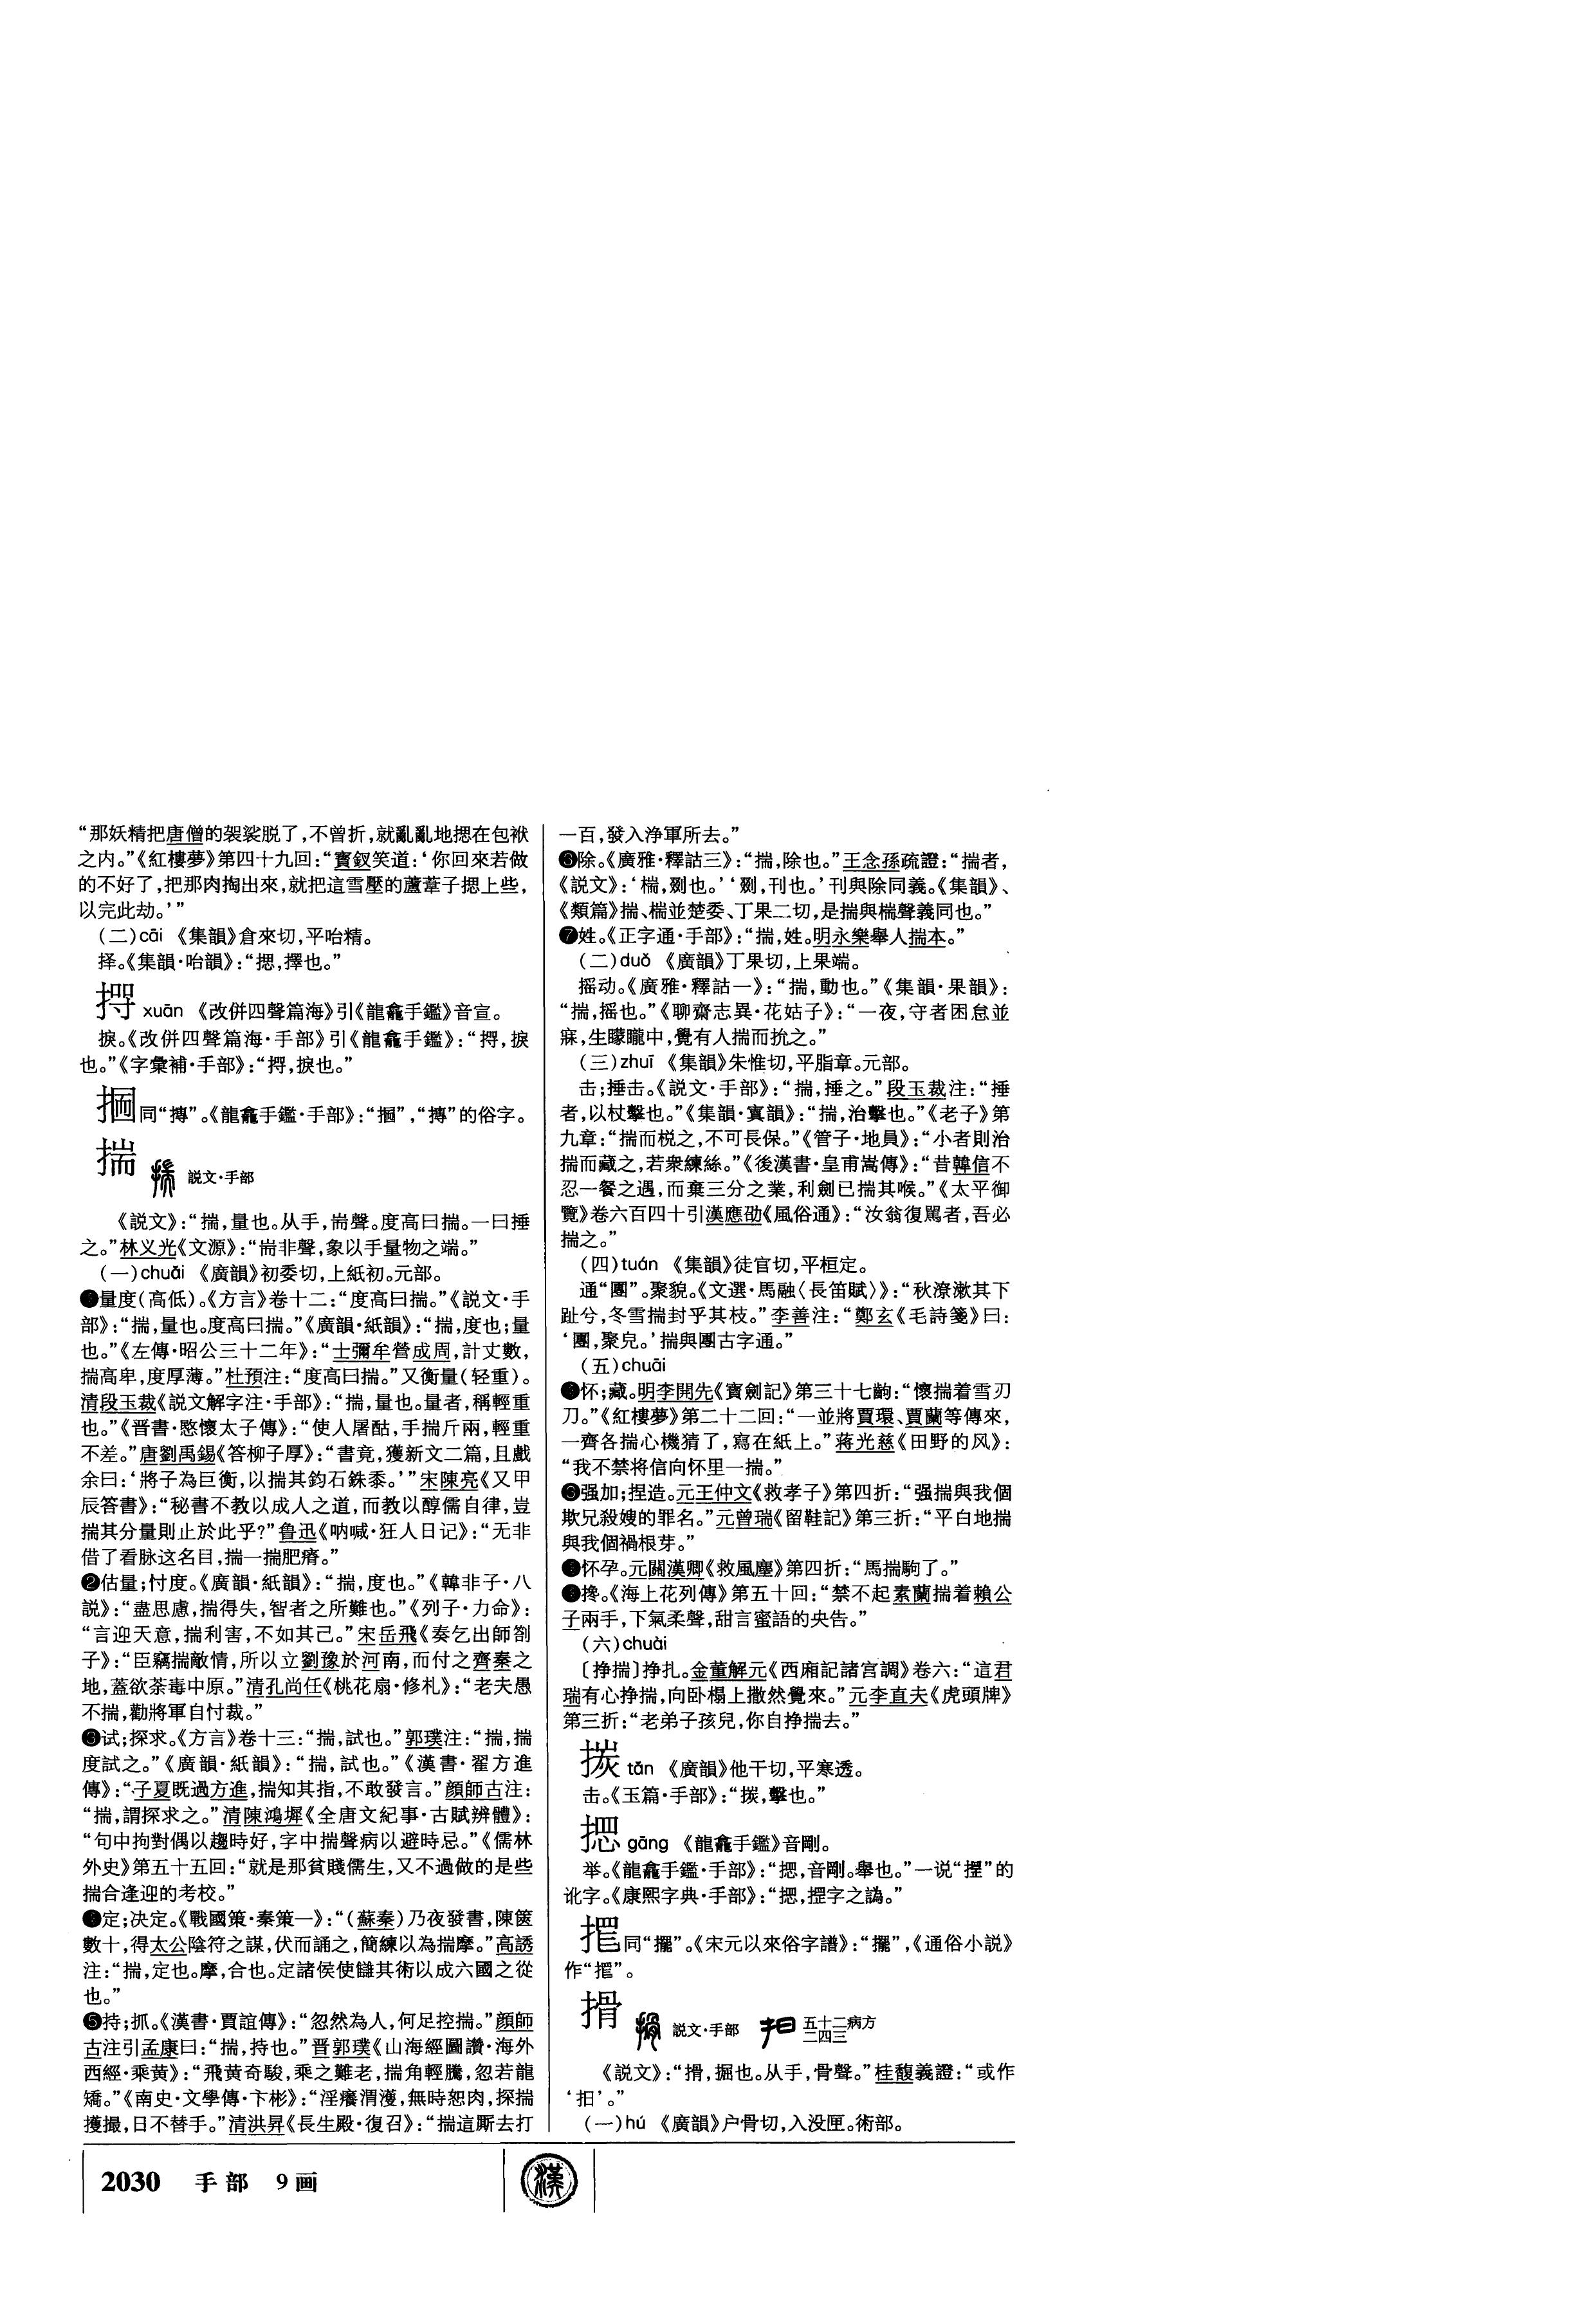 “那妖精把唐僧的袈裟脱了,不曾折,就亂亂地揌在包袱
之内。”《紅樓夢》第四十九回:“寳釵笑道:‘你回來若做
的不好了,把那肉掏出來,就把這雪壓的蘆葦子揌上些,
以完此劫。’”
(二)cāi 《集韻》倉來切,平咍精。
择。《集韻·咍韻》:“揌,擇也。”
xuān 《改併四聲篇海》引《龍龕手鑑》音宣。
捩。《改併四聲篇海·手部》引《龍龕手鑑》:“捩
也。”《字彙補·手部》:“捩也。”
同“摶”。《龍龕手鑑·手部》:“摶”的俗字。
揣 説文·手部
《説文》:“揣,量也。从手,耑聲。度高曰揣。一曰捶
之。”林义光《文源》:“耑非聲,象以手量物之端。”
(一)chuǎi 《廣韻》初委切,上紙初。元部。
❶量度(高低)。《方言》卷十二:“度高曰揣。”《説文·手
部》:“揣,量也。度高曰揣。”《廣韻·紙韻》:“揣,度也;量
也。”《左傳·昭公三十二年》:“士彌牟營成周,計丈數,
揣高卑,度厚薄。”杜預注:“度高曰揣。”又衡量(轻重)。
清段玉裁《説文解字注·手部》:“揣,量也。量者,稱輕重
也。”《晋書·愍懷太子傳》:“使人屠酤,手揣斤兩,輕重
不差。”唐劉禹錫《答柳子厚》:“書竟,獲新文二篇,且戲
余曰:‘將子為巨衡,以揣其鈞石銖黍。’”宋陳亮《又甲
辰答書》:“秘書不教以成人之道,而教以醇儒自律,豈
揣其分量則止於此乎?”鲁迅《呐喊·狂人日记》:“无非
借了看脉这名目,揣一揣肥瘠。”
❷估量;忖度。《廣韻·紙韻》:“揣,度也。”《韓非子·八
説》:“盡思慮,揣得失,智者之所難也。”《列子·力命》:
“言迎天意,揣利害,不如其已。”宋岳飛《奏乞出師劄
子》:“臣竊揣敵情,所以立劉豫於河南,而付之齊秦之
地,蓋欲荼毒中原。”清孔尚任《桃花扇·修札》:“老夫愚
不揣,勸將軍自忖裁。”
❸试;探求。《方言》卷十三:“揣,試也。”郭璞注:“揣,揣
度試之。”《廣韻·紙韻》:“揣,試也。”《漢書·翟方進
傳》:“子夏既過方進,揣知其指,不敢發言。”顔師古注:
“揣,謂探求之。”清陳鴻墀《全唐文紀事·古賦辨體》:
“句中拘對偶以趨時好,字中揣聲病以避時忌。”《儒林
外史》第五十五回:“就是那貧賤儒生,又不過做的是些
揣合逢迎的考校。”
❹定;决定。《戰國策·秦策一》:“(蘇秦)乃夜發書,陳篋
數十,得太公陰符之謀,伏而誦之,簡練以為揣摩。”高誘
注:“揣,定也。摩,合也。定諸侯使讎其術以成六國之從
也。”
❺持;抓。《漢書·賈誼傳》:“忽然為人,何足控揣。”顔師
古注引孟康曰:“揣,持也。”晋郭璞《山海經圖讚·海外
西經·乘黄》:“飛黄奇駿,乘之難老,揣角輕騰,忽若龍
矯。”《南史·文學傳·卞彬》:“淫癢渭濩,無時恕肉,探揣
擭撮,日不替手。”清洪昇《長生殿·復召》:“揣這厮去打
一百,發入浄軍所去。”
❻除。《廣雅·釋詁三》:“揣,除也。”王念孫疏證:“揣者,
《説文》:‘椯,剟也。’‘剟,刊也。’刊與除同義。《集韻》、
《類篇》揣、椯並楚委、丁果二切,是揣與椯聲義同也。”
❼姓。《正字通·手部》:“揣,姓。明永樂舉人揣本。”
(二)duǒ 《廣韻》丁果切,上果端。
摇动。《廣雅·釋詁一》:“揣,動也。”《集韻·果韻》:
“揣,摇也。”《聊齋志異·花姑子》:“一夜,守者困怠並
寐,生矇矓中,覺有人揣而抗之。”
(三)zhuī 《集韻》朱惟切,平脂章。元部。
击;捶击。《説文·手部》:“揣,捶之。”段玉裁注:“捶
者,以杖擊也。”《集韻·寘韻》:“揣,治擊也。”《老子》第
九章:“揣而棁之,不可長保。”《管子·地員》:“小者則治
揣而藏之,若衆練絲。”《後漢書·皇甫嵩傳》:“昔韓信不
忍一餐之遇,而棄三分之業,利劍已揣其喉。”《太平御
覽》卷六百四十引漢應劭《風俗通》:“汝翁復駡者,吾必
揣之。”
(四)tuán 《集韻》徒官切,平桓定。
通“團”。聚貌。《文選·馬融〈長笛賦〉》:“秋潦漱其下
趾兮,冬雪揣封乎其枝。”李善注:“鄭玄《毛詩箋》曰:
‘團,聚皃。’揣與團古字通。”
(五)chuāi
❶怀;藏。明李開先《寳劍記》第三十七齣:“懷揣着雪刃
刀。”《紅樓夢》第二十二回:“一並將賈環、賈蘭等傳來,
一齊各揣心機猜了,寫在紙上。”蒋光慈《田野的风》:
“我不禁将信向怀里一揣。”
❷强加;捏造。元王仲文《救孝子》第四折:“强揣與我個
欺兄殺嫂的罪名。”元曾瑞《留鞋記》第三折:“平白地揣
與我個禍根芽。”
❸怀孕。元關漢卿《救風塵》第四折:“馬揣駒了。”
❹搀。《海上花列傳》第五十回:“禁不起素蘭揣着賴公
子兩手,下氣柔聲,甜言蜜語的央告。”
(六)chuài
〔挣揣〕挣扎。金董解元《西廂記諸宫調》卷六:“這君
瑞有心挣揣,向卧榻上撒然覺來。”元李直夫《虎頭牌》
第三折:“老弟子孩兒,你自挣揣去。”
tān 《廣韻》他干切,平寒透。
击。《玉篇·手部》:“擊也。”
gāng 《龍龕手鑑》音剛。
举。《龍龕手鑑·手部》:“音剛。舉也。”一说“摼”的
讹字。《康熙字典·手部》:“字之譌。”
同“擺”。《宋元以來俗字譜》:“擺”,《通俗小説》
作“”。
搰 説文·手部 五十二病方 二四三
《説文》:“搰,掘也。从手,骨聲。”桂馥義證:“或作
‘抇’。”
(一)hú 《廣韻》户骨切,入没匣。術部。
2030 手部 9画
漢